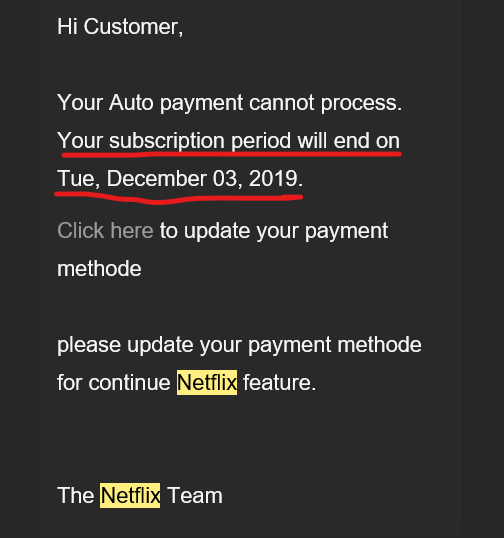 Hi Customer,
Your Auto payment cannot process.
Your subscription period will end on
Tue, December 03, 2019.
Click here to update your payment
methode
please update your payment methode
for continue Netflix feature.
The Netflix Team